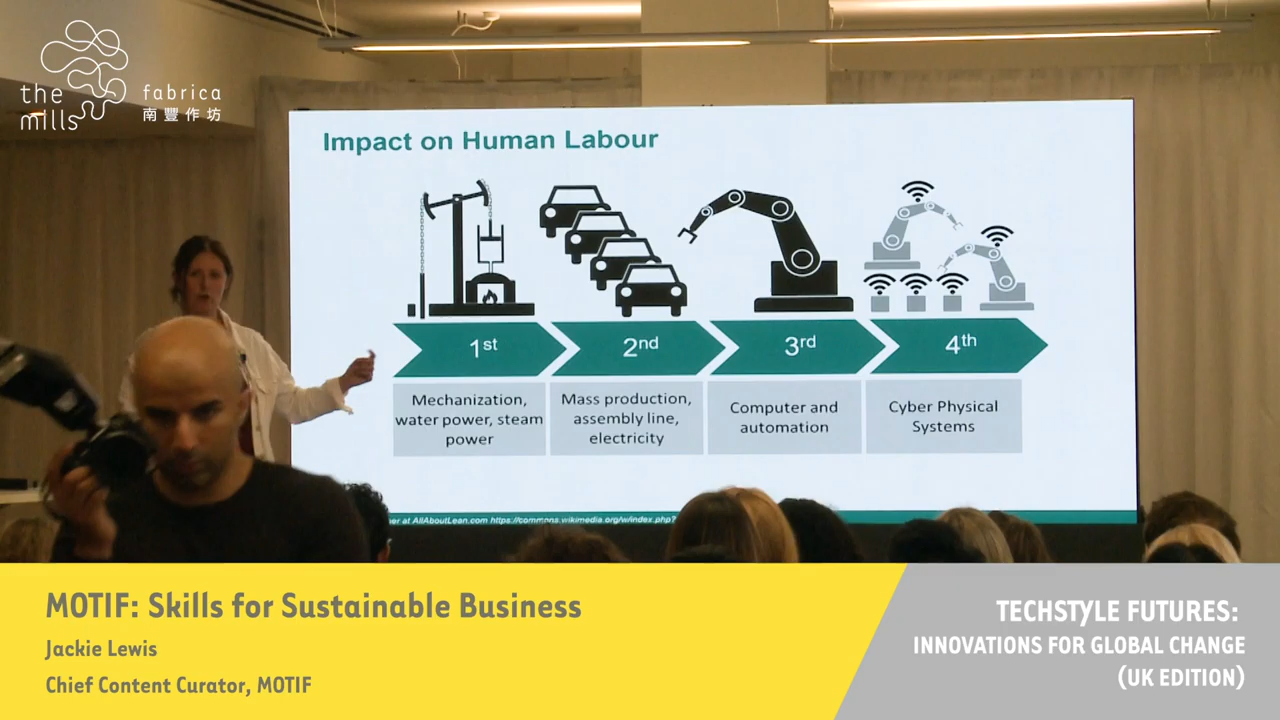 the
mills
fabrica
南豐作坊
Impact on Human Labour
1st
2nd
3rd
4th
Mechanization,
water power, steam
power
Mass production,
assembly line,
electricity
Computer and
automation
Cyber Physical
Systems
at AllAboutLean.com https://commons.wikimedia.org/w/index.php?
MOTIF: Skills for Sustainable Business
Jackie Lewis
Chief Content Curator, MOTIF
TECHSTYLE FUTURES:
INNOVATIONS FOR GLOBAL CHANGE
(UK EDITION)